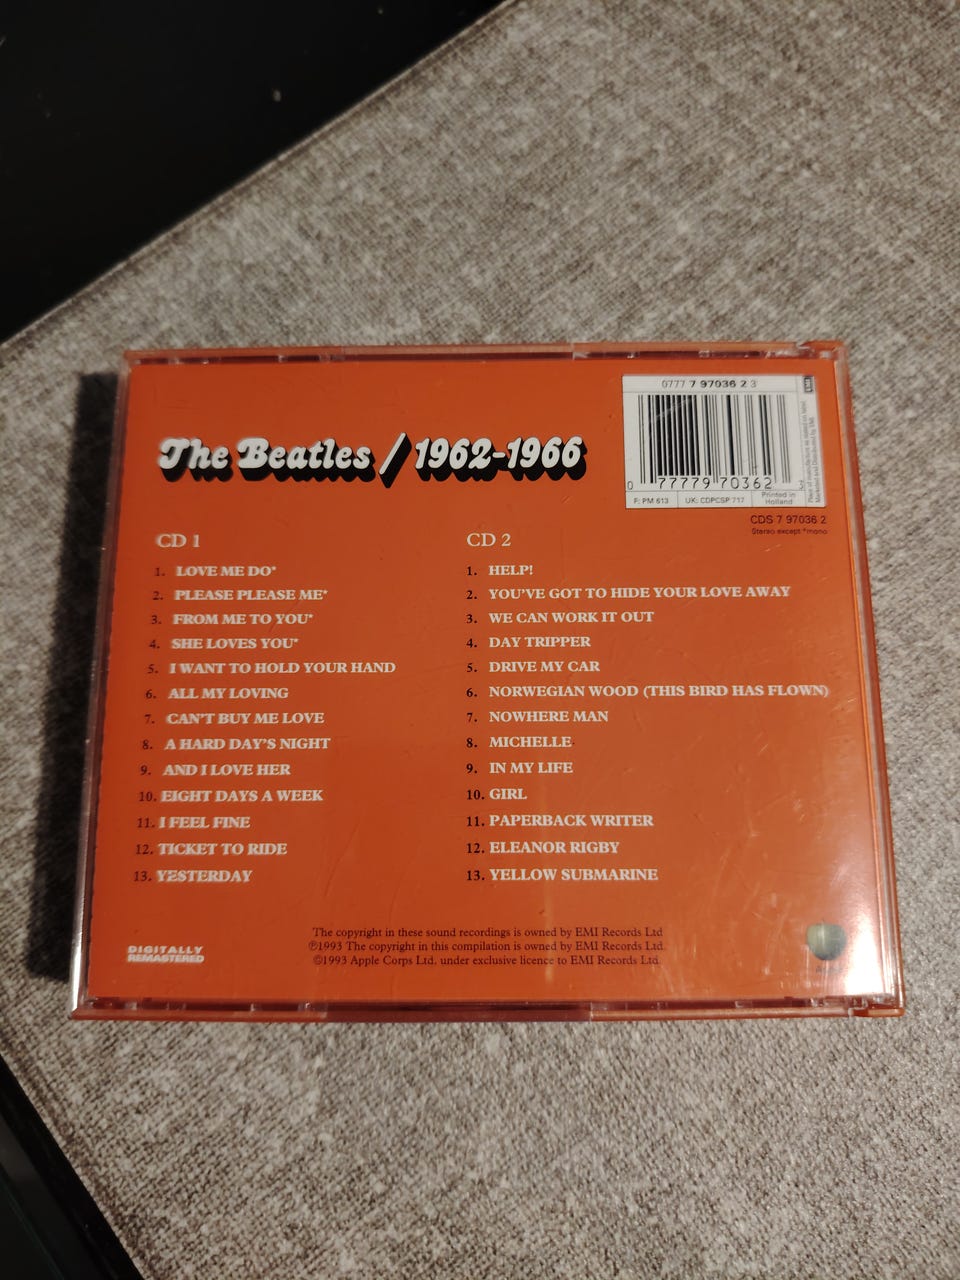 The Beatles / 1962-1966
0777 7 97036 2 3
EMI
0 77779 70362 3
F: PM 613
UK: CDPCSP 717
Printed in
Holland
CDS 7 97036 2
Stereo except *mono
CD 1
1. LOVE ME DO*
2. PLEASE PLEASE ME*
3. FROM ME TO YOU*
4. SHE LOVES YOU*
5. I WANT TO HOLD YOUR HAND
6. ALL MY LOVING
7. CAN'T BUY ME LOVE
8. A HARD DAY'S NIGHT
9. AND I LOVE HER
10. EIGHT DAYS A WEEK
11. I FEEL FINE
12. TICKET TO RIDE
13. YESTERDAY
CD 2
1. HELP!
2. YOU'VE GOT TO HIDE YOUR LOVE AWAY
3. WE CAN WORK IT OUT
4. DAY TRIPPER
5. DRIVE MY CAR
6. NORWEGIAN WOOD (THIS BIRD HAS FLOWN)
7. NOWHERE MAN
8. MICHELLE
9. IN MY LIFE
10. GIRL
11. PAPERBACK WRITER
12. ELEANOR RIGBY
13. YELLOW SUBMARINE
DIGITALLY
REMASTERED
The copyright in these sound recordings is owned by EMI Records Ltd
℗1993 The copyright in this compilation is owned by EMI Records Ltd.
©1993 Apple Corps Ltd. under exclusive licence to EMI Records Ltd.